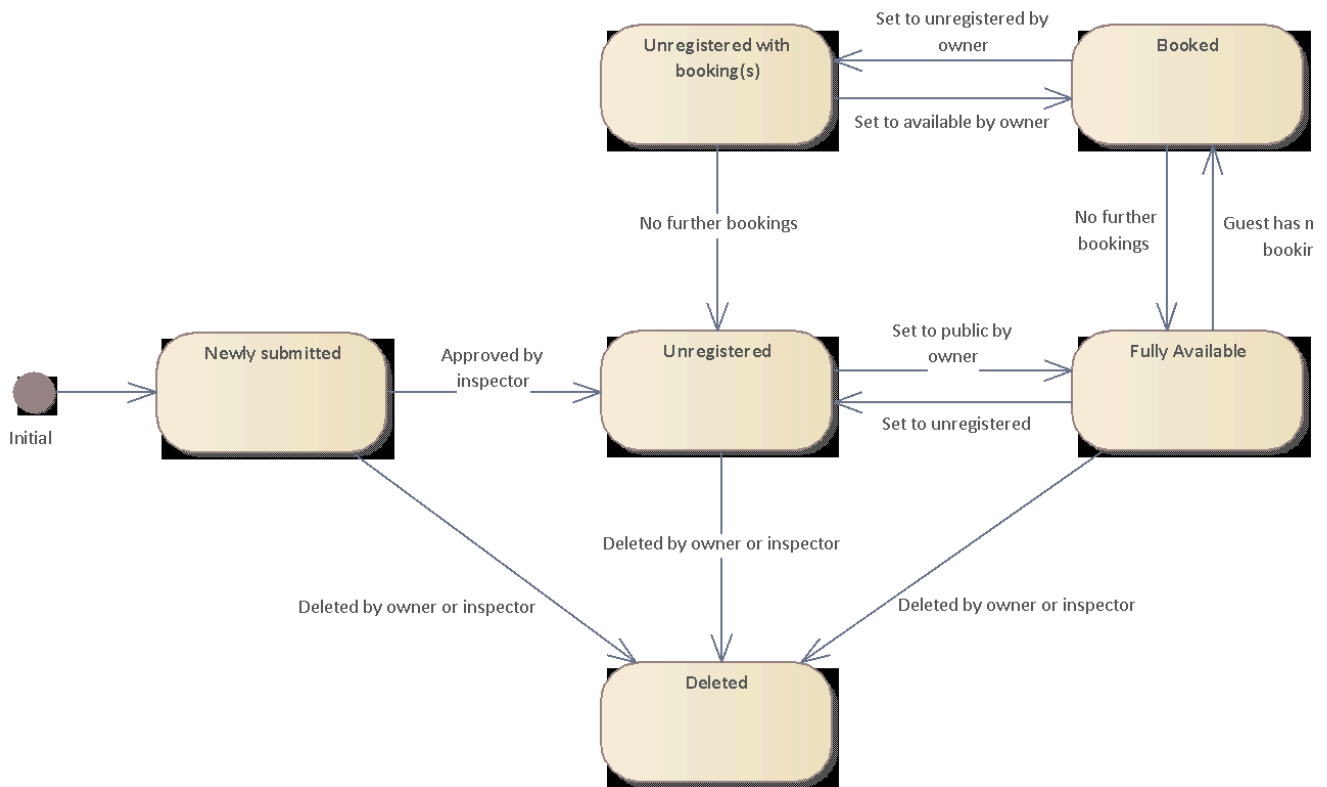 Unregistered with
booking(s)
Set to unregistered by
owner
Booked
Set to available by owner
No further bookings
No further
bookings
Guest has
Newly submitted
Approved by
inspector
Unregistered
Set to public by
owner
Fully Available
Set to unregistered
Initial
Deleted by owner or inspector
Deleted by owner or inspector
Deleted by owner or inspector
Deleted